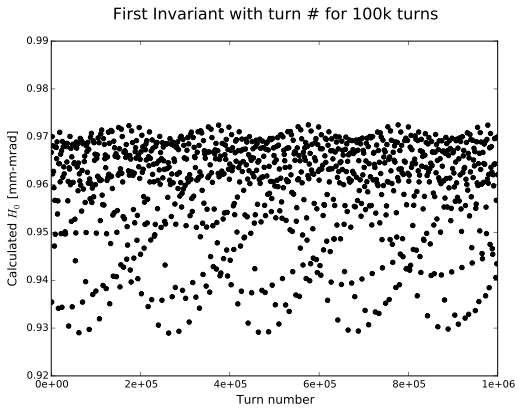 First Invariant with turn # for 100k turns
0.99
0.98
0.97
0.96
0.95
0.94
0.93
0.92
Calculated H₀ [mm-mrad]
0e+00 2e+05 4e+05 6e+05 8e+05 1e+06
Turn number